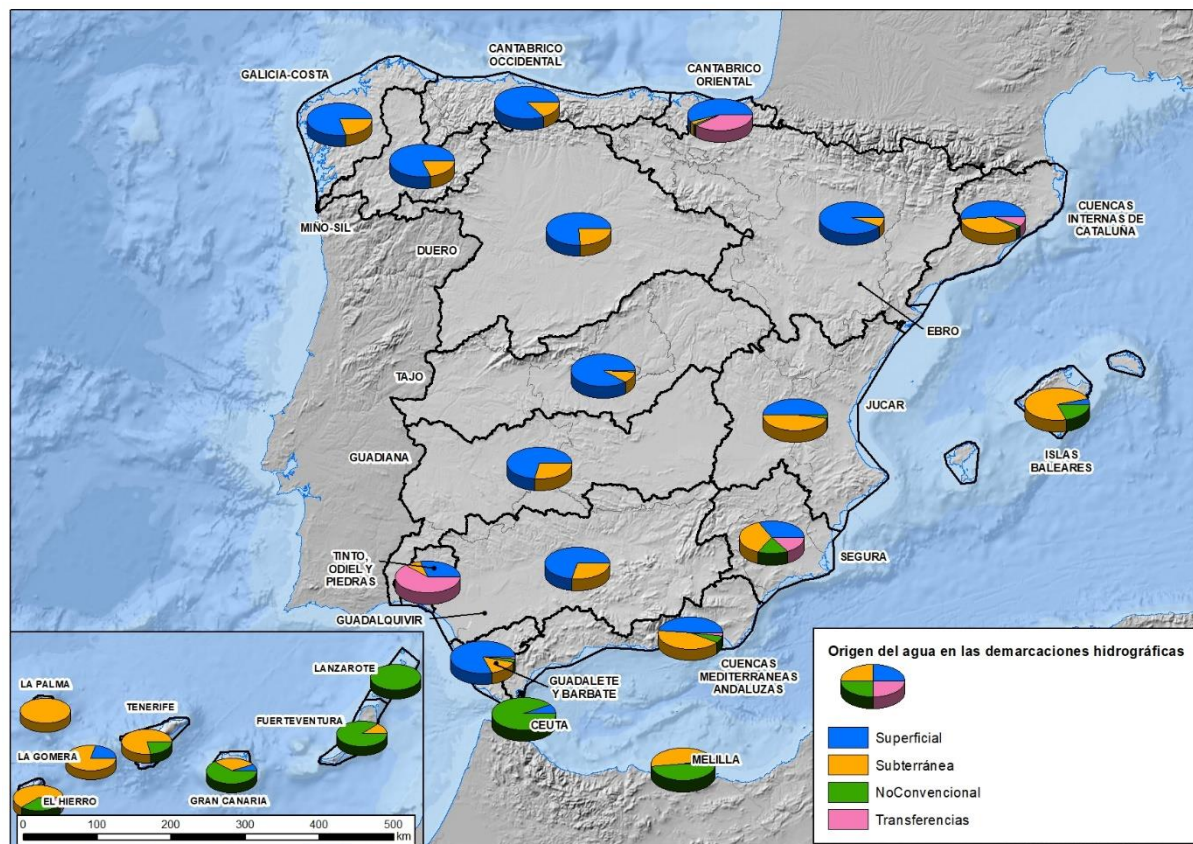 CANTABRICO
OCCIDENTAL
GALICIA-COSTA
CANTABRICO
ORIENTAL
MIÑO-SIL
DUERO
CUENCAS
INTERNAS DE
CATALUÑA
EBRO
TAJO
JUCAR
GUADIANA
ISLAS
BALEARES
TINTO,
ODIEL Y
PIEDRAS
SEGURA
GUADALQUIVIR
GUADALETE
Y BARBATE
CUENCAS
MEDITERRÁNEAS
ANDALUZAS
CEUTA
MELILLA
LANZAROTE
LA PALMA
TENERIFE
FUERTEVENTURA
LA GOMERA
EL HIERRO
GRAN CANARIA
0 100 200 300 400 500
km
Origen del agua en las demarcaciones hidrográficas
Superficial
Subterránea
NoConvencional
Transferencias